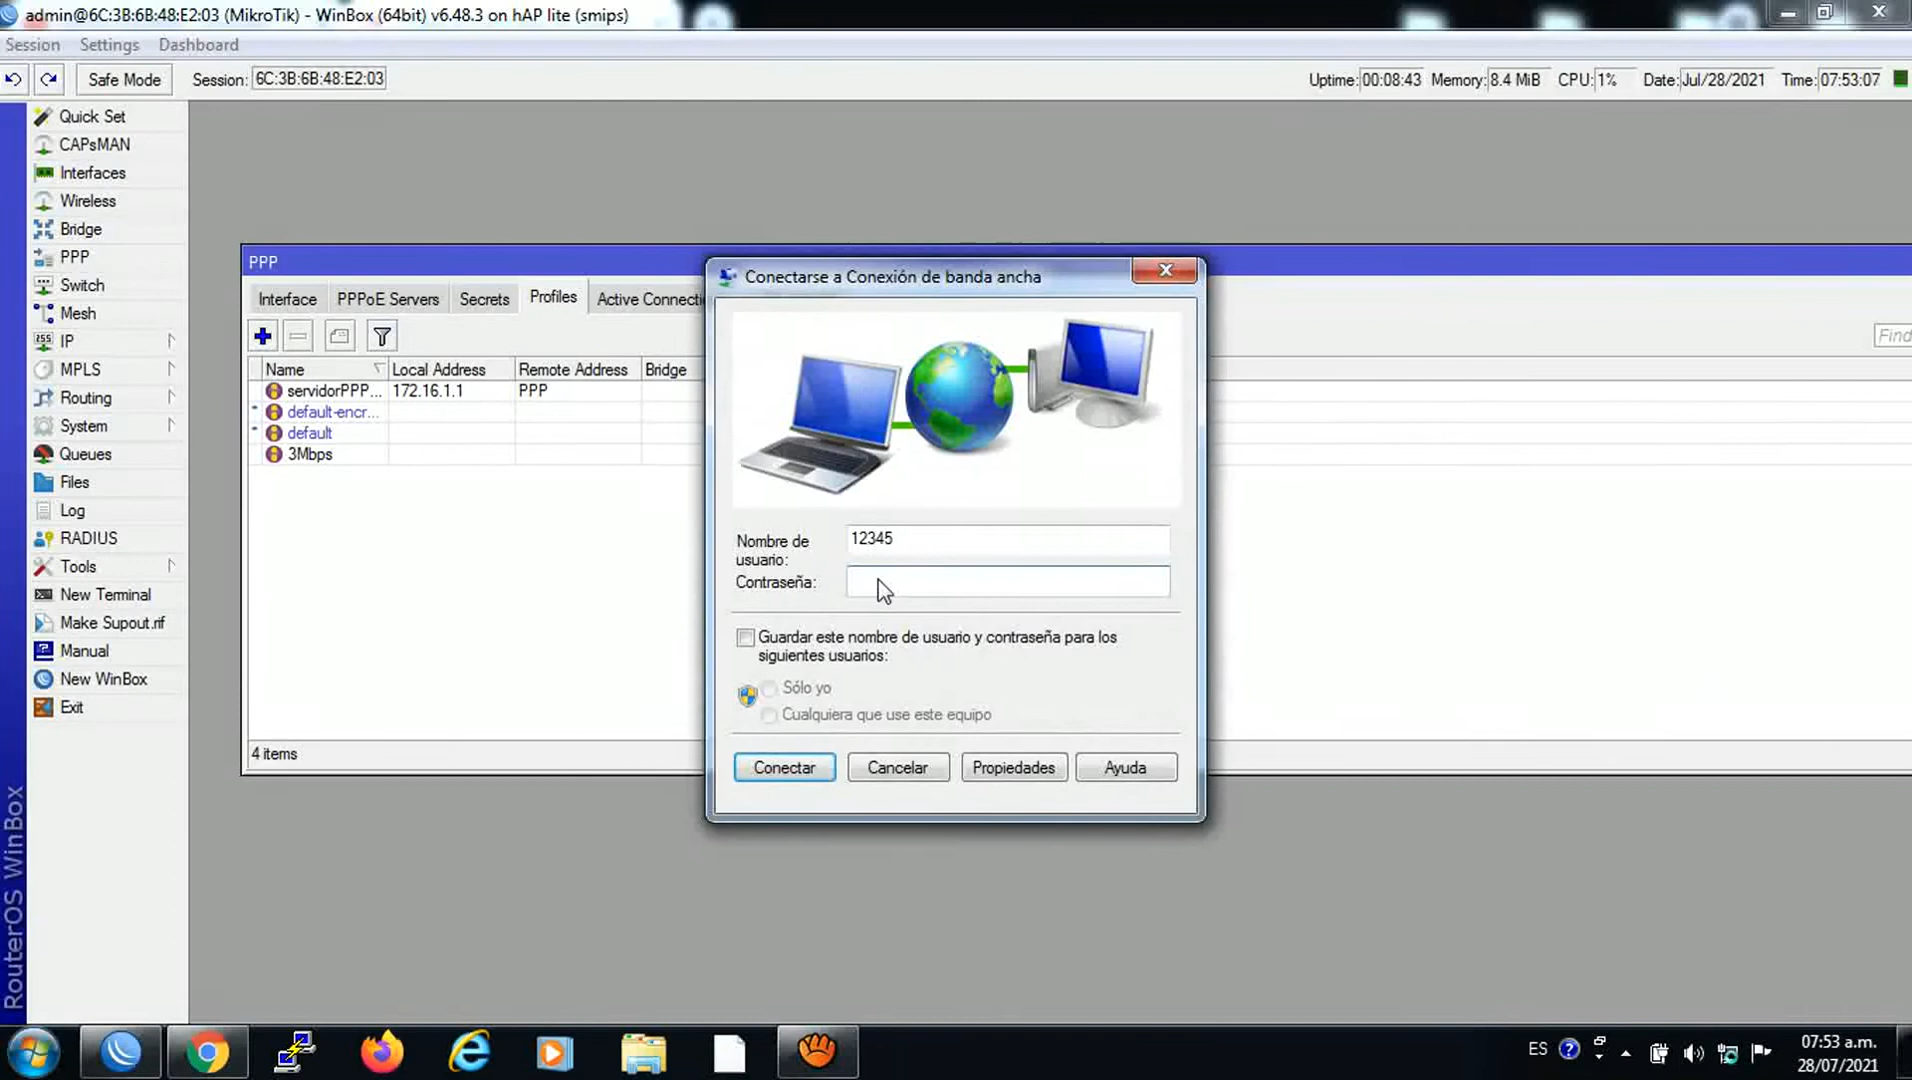 admin@6C:3B:6B:48:E2:03 (MikroTik) - WinBox (64bit) v6.48.3 on hAP lite (smips)
Session Settings Dashboard
Safe Mode Session: 6C:3B:6B:48:E2:03 Uptime: 00:08:43 Memory: 8.4 MiB CPU: 1% Date: Jul/28/2021 Time: 07:53:07
Quick Set
CAPsMAN
Interfaces
Wireless
Bridge
PPP
Switch
Mesh
IP
MPLS
Routing
System
Queues
Files
Log
RADIUS
Tools
New Terminal
Make Supout.rif
Manual
New WinBox
Exit
RouterOS WinBox
PPP
Interface PPPoE Servers Secrets Profiles Active Connecti
Find
Name Local Address Remote Address Bridge
servidorPPP... 172.16.1.1 PPP
* default-encr...
* default
3Mbps
4 items
Conectarse a Conexión de banda ancha
Nombre de usuario: 12345
Contraseña:
Guardar este nombre de usuario y contraseña para los
siguientes usuarios:
Sólo yo
Cualquiera que use este equipo
Conectar Cancelar Propiedades Ayuda
ES
07:53 a.m.
28/07/2021